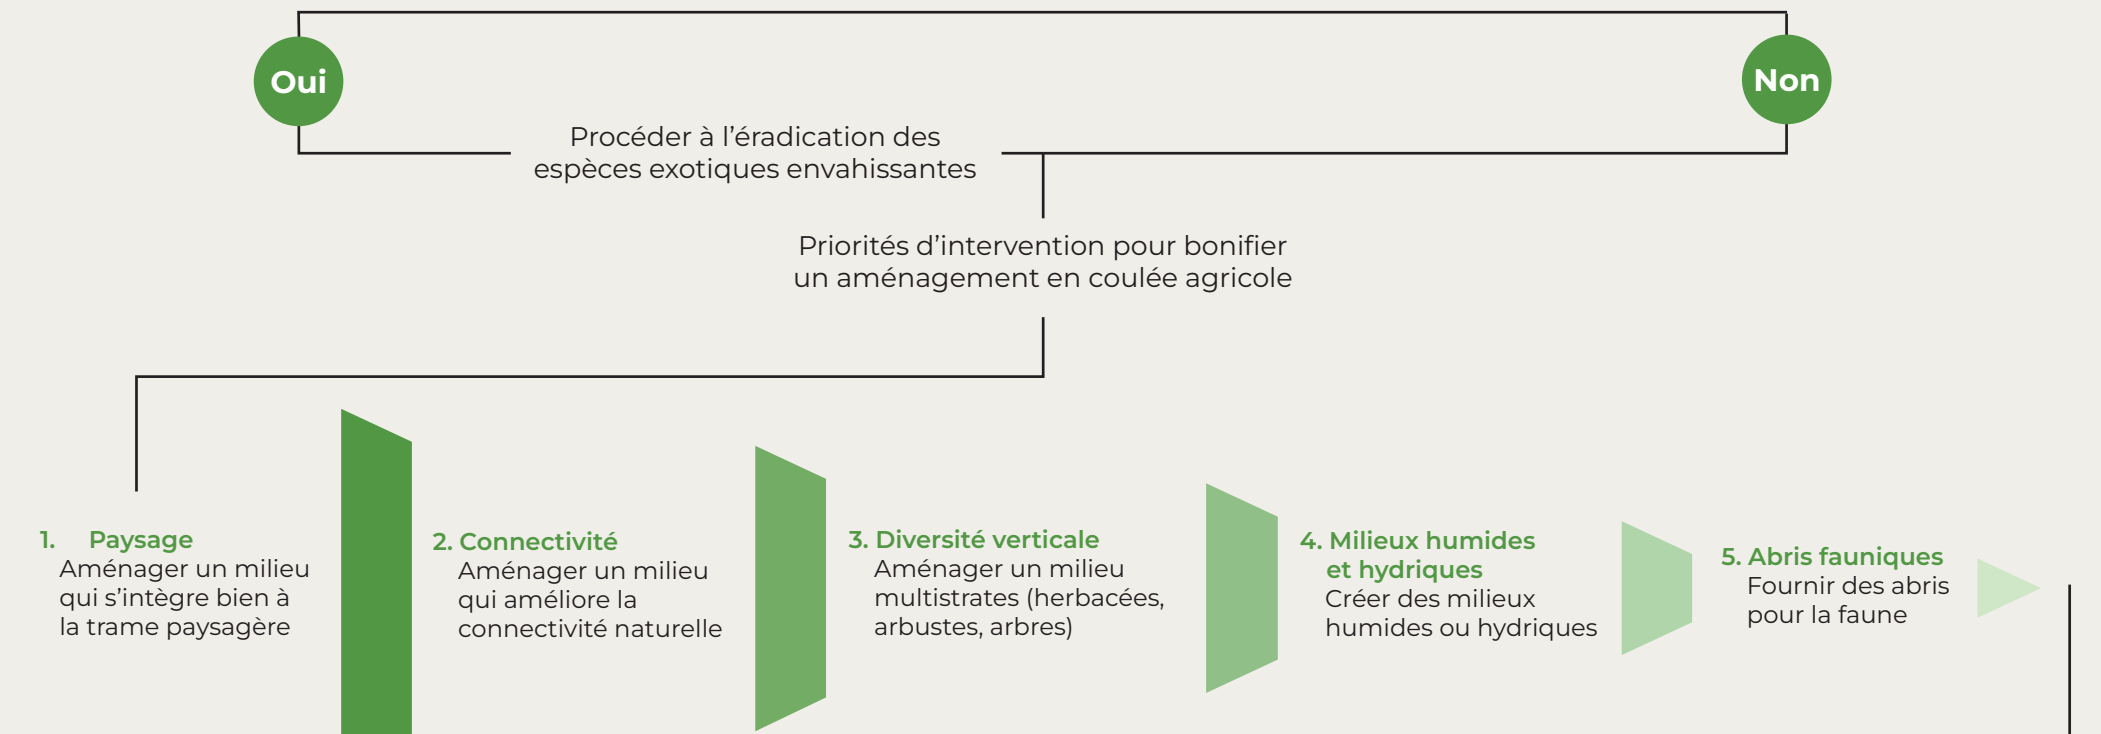 Oui
Non
Procéder à l'éradication des
espèces exotiques envahissantes
Priorités d'intervention pour bonifier
un aménagement en coulée agricole
1. Paysage
Aménager un milieu
qui s'intègre bien à
la trame paysagère
2. Connectivité
Aménager un milieu
qui améliore la
connectivité naturelle
3. Diversité verticale
Aménager un milieu
multistrates (herbacées,
arbustes, arbres)
4. Milieux humides
et hydriques
Créer des milieux
humides ou hydriques
5. Abris fauniques
Fournir des abris
pour la faune